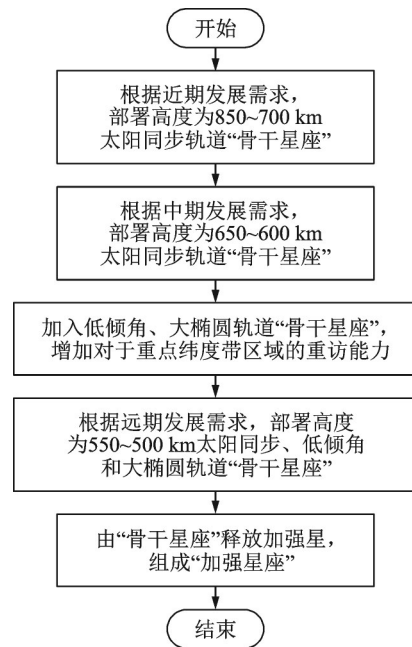 开始
根据近期发展需求，
部署高度为850~700 km
太阳同步轨道“骨干星座”
根据中期发展需求，
部署高度为650~600 km
太阳同步轨道“骨干星座”
加入低倾角、大椭圆轨道“骨干星座”，
增加对于重点纬度带区域的重访能力
根据远期发展需求，部署高度
为550~500 km太阳同步、低倾角
和大椭圆轨道“骨干星座”
由“骨干星座”释放加强星，
组成“加强星座”
结束